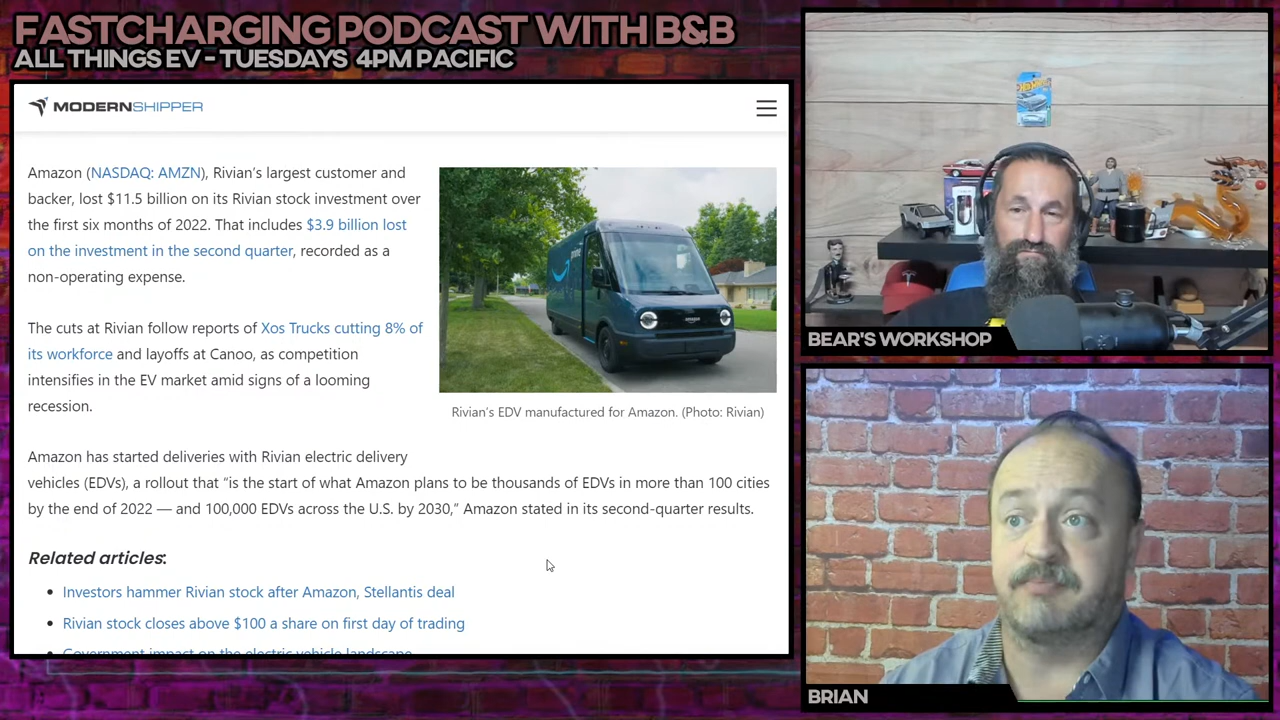 FASTCHARGING PODCAST WITH B&B
ALL THINGS EV - TUESDAYS 4PM PACIFIC
MODERNSHIPPER
Amazon (NASDAQ: AMZN), Rivian's largest customer and
backer, lost $11.5 billion on its Rivian stock investment over
the first six months of 2022. That includes $3.9 billion lost
on the investment in the second quarter, recorded as a
non-operating expense.
The cuts at Rivian follow reports of Xos Trucks cutting 8% of
its workforce and layoffs at Canoo, as competition
intensifies in the EV market amid signs of a looming
recession.
Rivian's EDV manufactured for Amazon. (Photo: Rivian)
Amazon has started deliveries with Rivian electric delivery
vehicles (EDVs), a rollout that “is the start of what Amazon plans to be thousands of EDVs in more than 100 cities
by the end of 2022 — and 100,000 EDVs across the U.S. by 2030,” Amazon stated in its second-quarter results.
Related articles:
Investors hammer Rivian stock after Amazon, Stellantis deal
Rivian stock closes above $100 a share on first day of trading
Government impact on the electric vehicle landscape
BEAR'S WORKSHOP
BRIAN